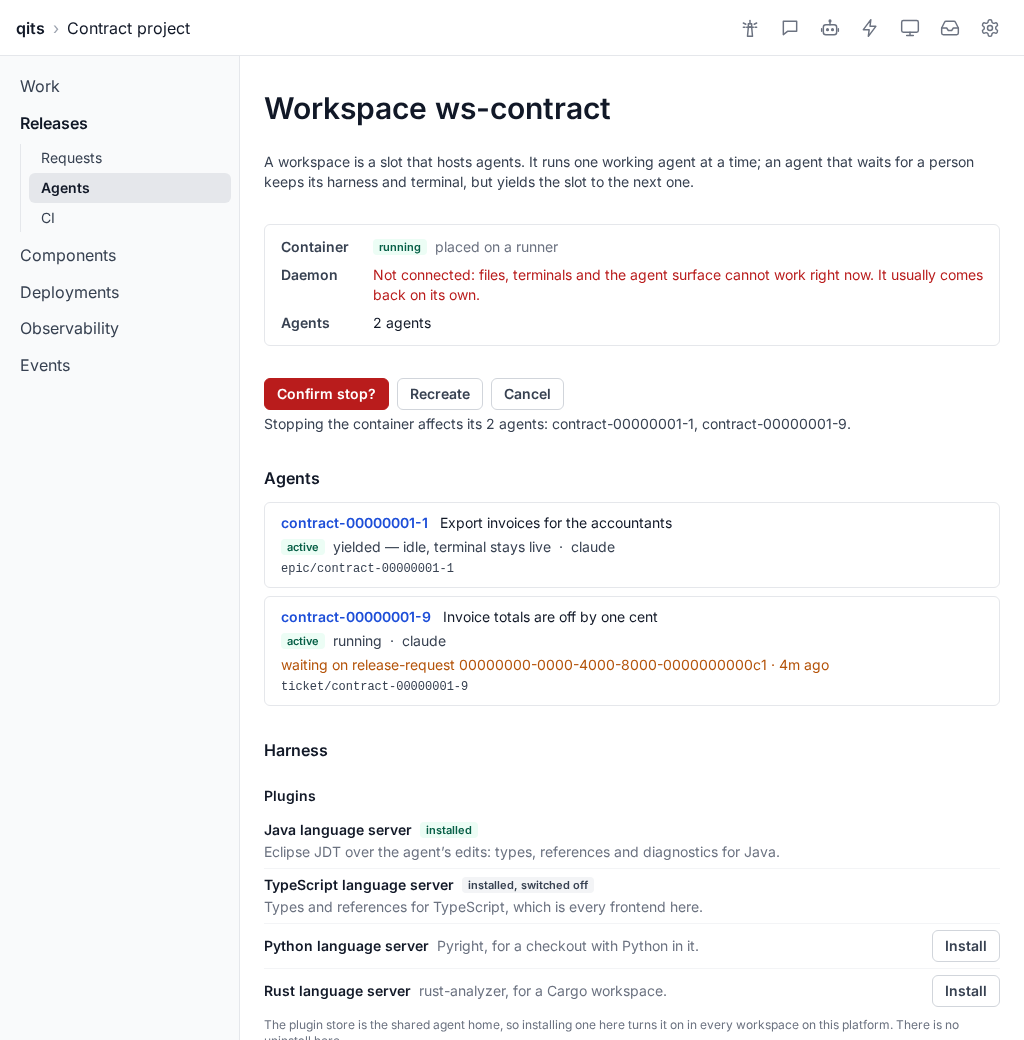 qits › Contract project
Work
Releases
Requests
Agents
CI
Components
Deployments
Observability
Events
Workspace ws-contract
A workspace is a slot that hosts agents. It runs one working agent at a time; an agent that waits for a person
keeps its harness and terminal, but yields the slot to the next one.
Container running placed on a runner
Daemon Not connected: files, terminals and the agent surface cannot work right now. It usually comes
back on its own.
Agents 2 agents
Confirm stop? Recreate Cancel
Stopping the container affects its 2 agents: contract-00000001-1, contract-00000001-9.
Agents
contract-00000001-1 Export invoices for the accountants
active yielded — idle, terminal stays live · claude
epic/contract-00000001-1
contract-00000001-9 Invoice totals are off by one cent
active running · claude
waiting on release-request 00000000-0000-4000-8000-0000000000c1 · 4m ago
ticket/contract-00000001-9
Harness
Plugins
Java language server installed
Eclipse JDT over the agent’s edits: types, references and diagnostics for Java.
TypeScript language server installed, switched off
Types and references for TypeScript, which is every frontend here.
Python language server Pyright, for a checkout with Python in it. Install
Rust language server rust-analyzer, for a Cargo workspace. Install
The plugin store is the shared agent home, so installing one here turns it on in every workspace on this platform. There is no
uninstall here.